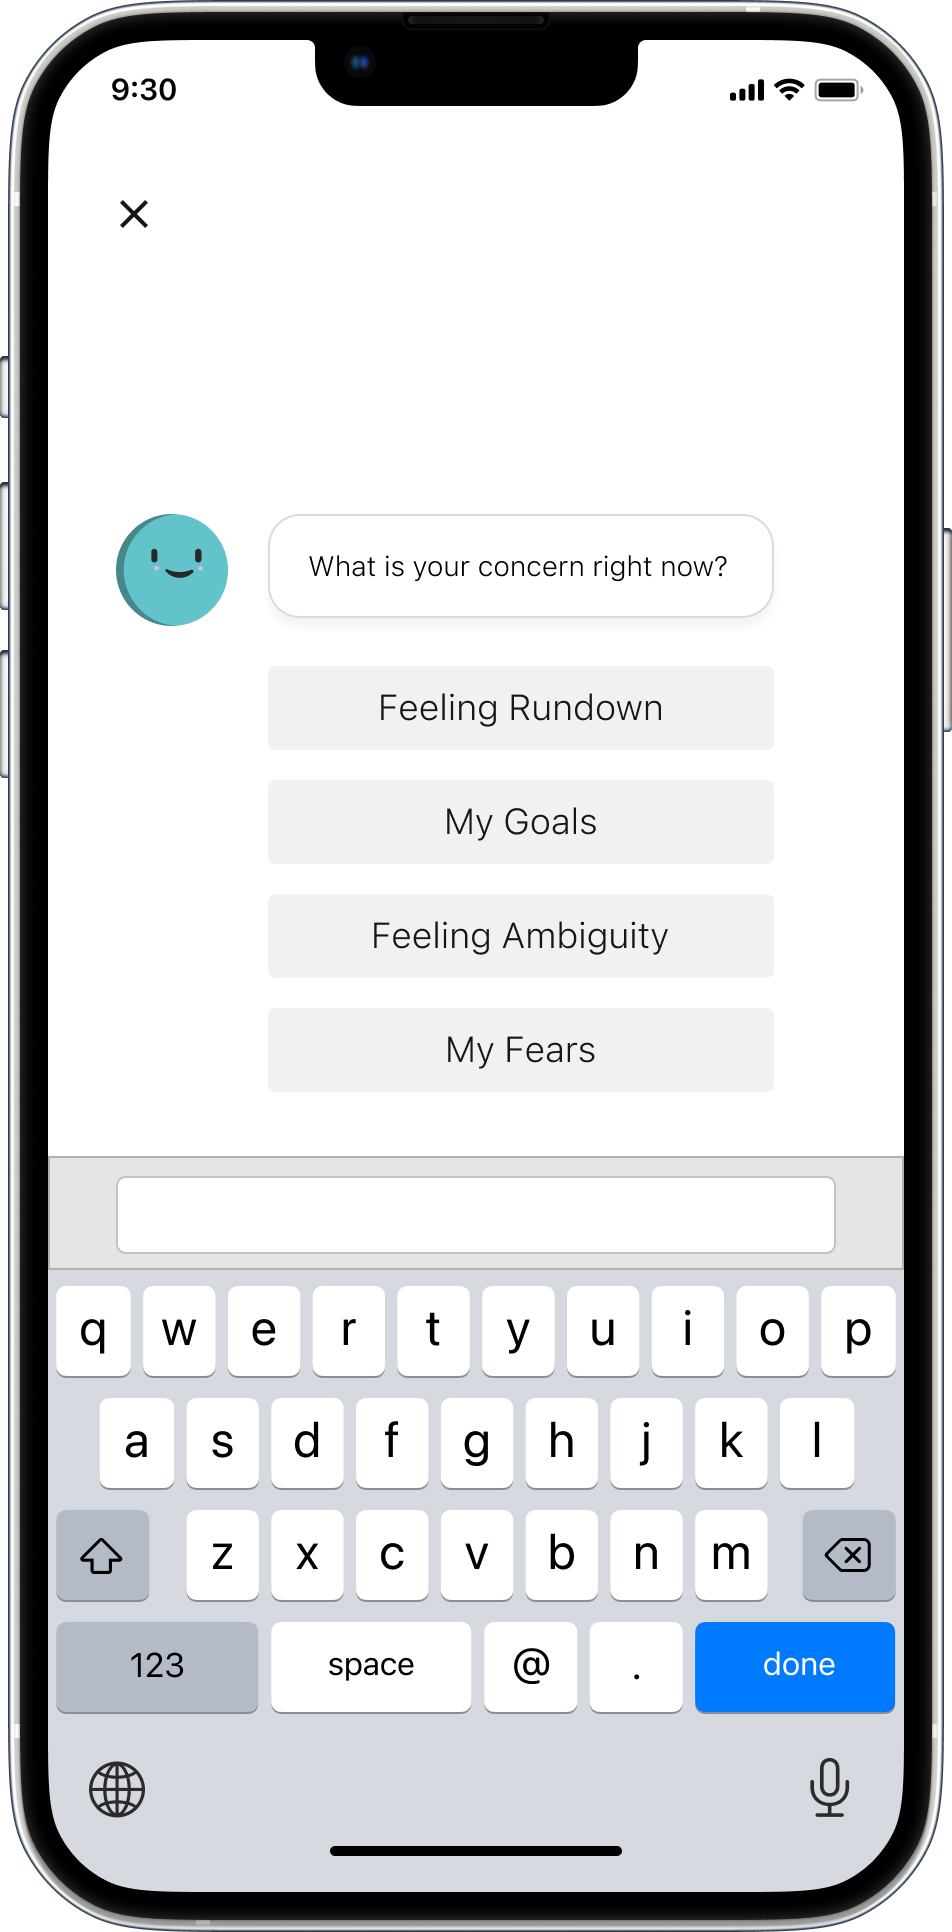 9:30
What is your concern right now?
Feeling Rundown
My Goals
Feeling Ambiguity
My Fears
q w e r t y u i o p
a s d f g h j k l
z x c v b n m
123 space @ . done